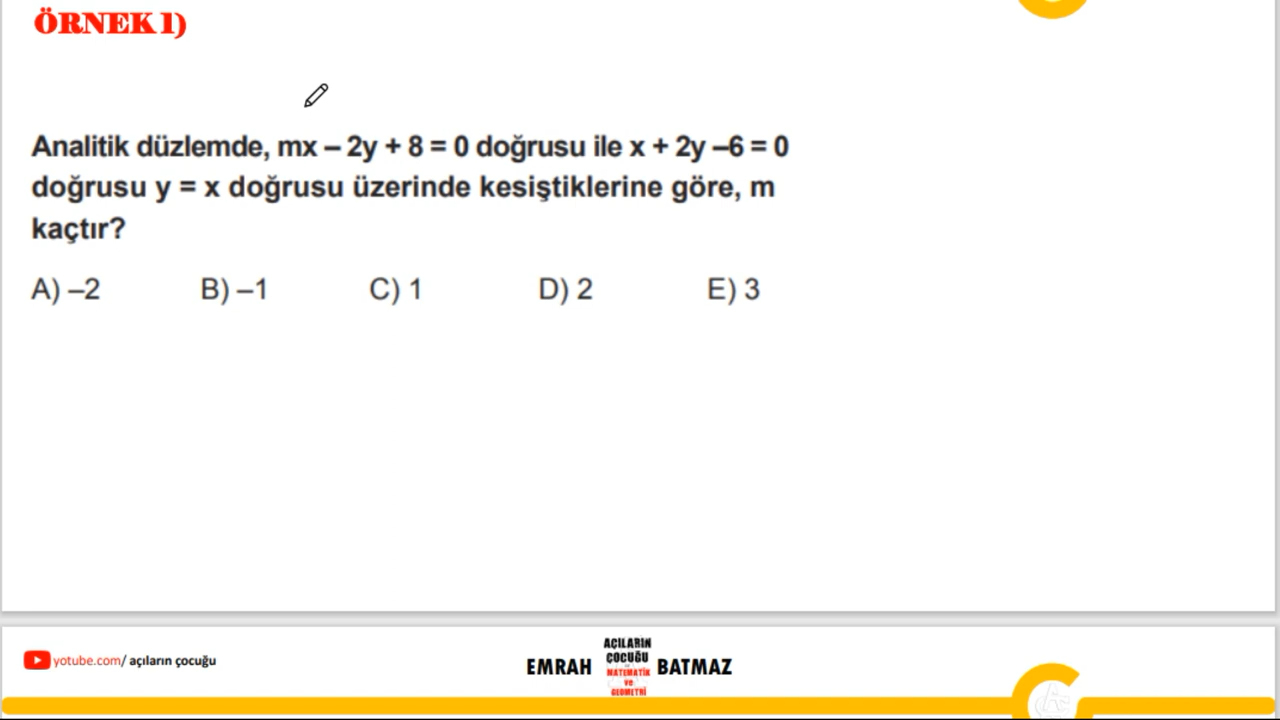 ÖRNEK 1)
Analitik düzlemde, mx – 2y + 8 = 0 doğrusu ile x + 2y –6 = 0
doğrusu y = x doğrusu üzerinde kesiştiklerine göre, m
kaçtır?
A) –2 B) –1 C) 1 D) 2 E) 3
yotube.com/ açıların çocuğu
EMRAH AÇILARIN ÇOCUĞU MATEMATİK ve GEOMETRİ BATMAZ